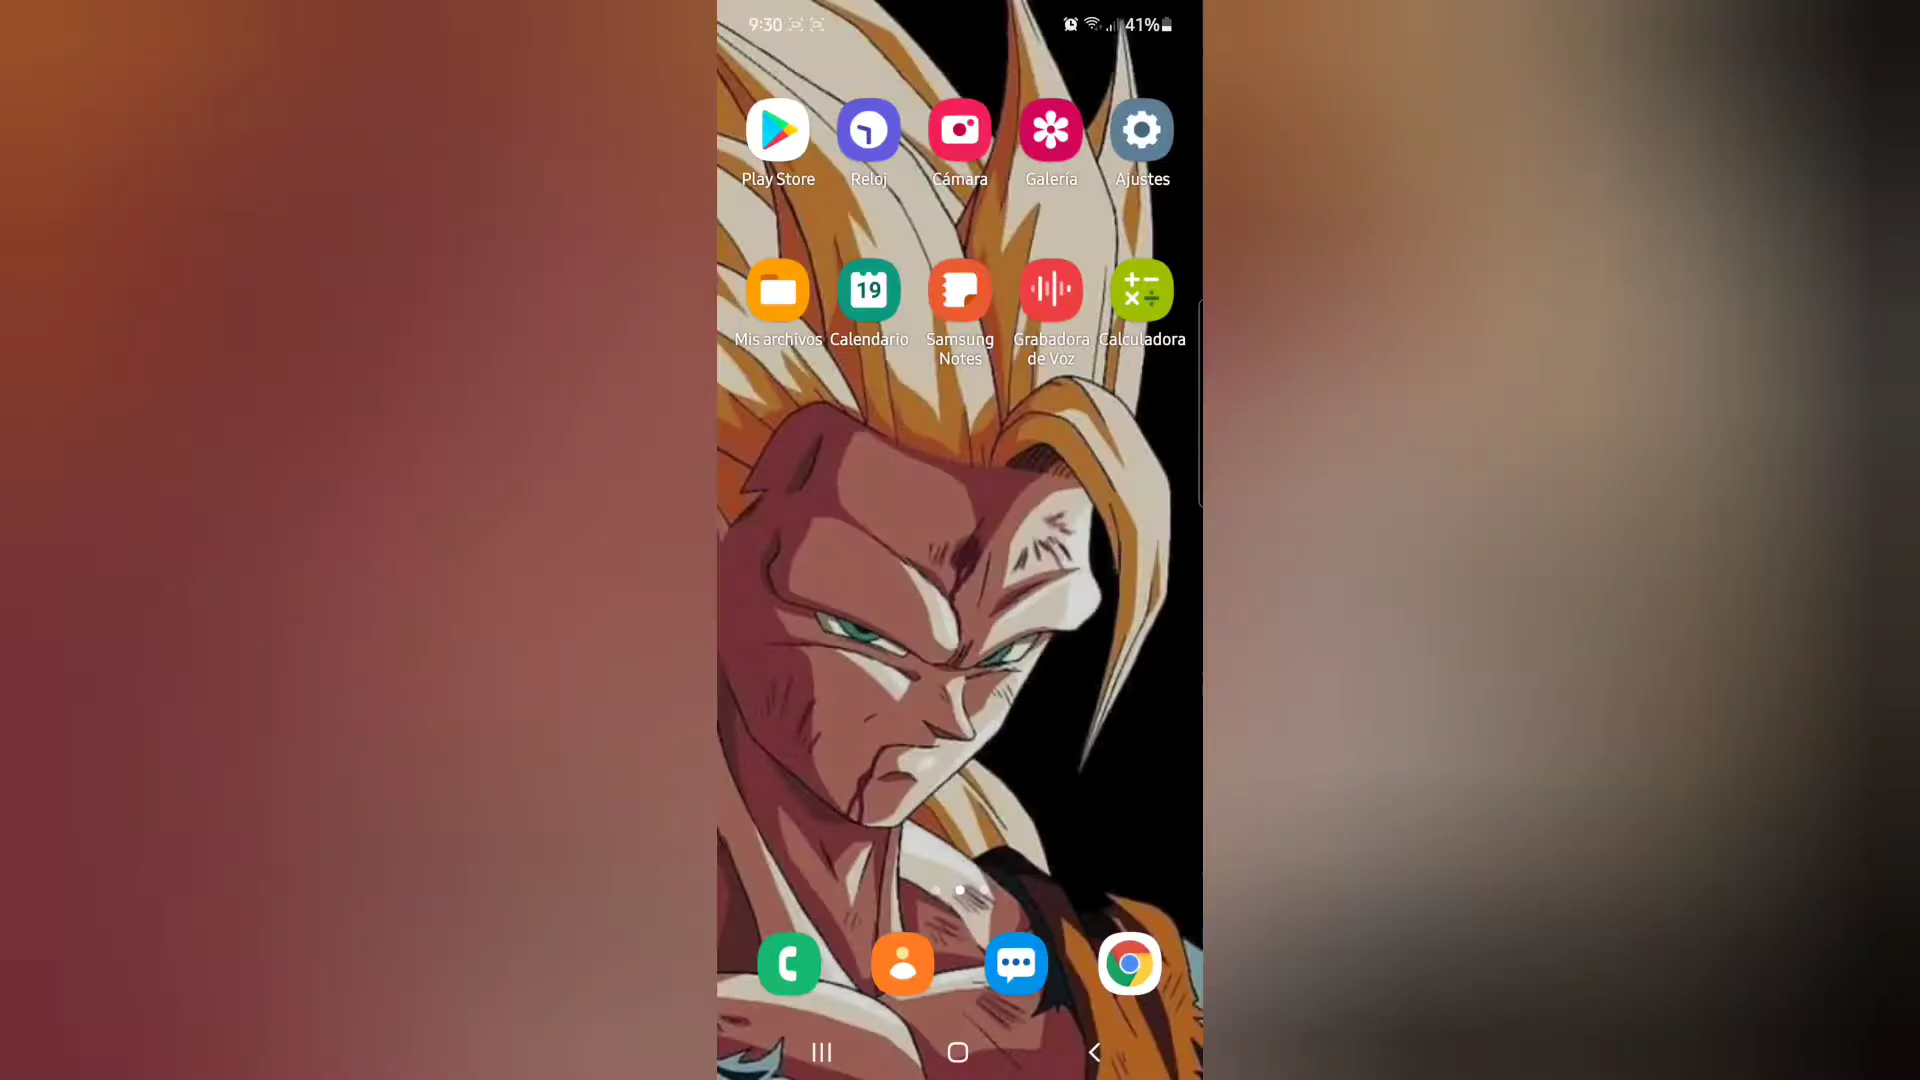 9:30 41%
Play Store Reloj Cámara Galería Ajustes
19
Mis archivos Calendario Samsung Grabadora Calculadora
Notes de Voz